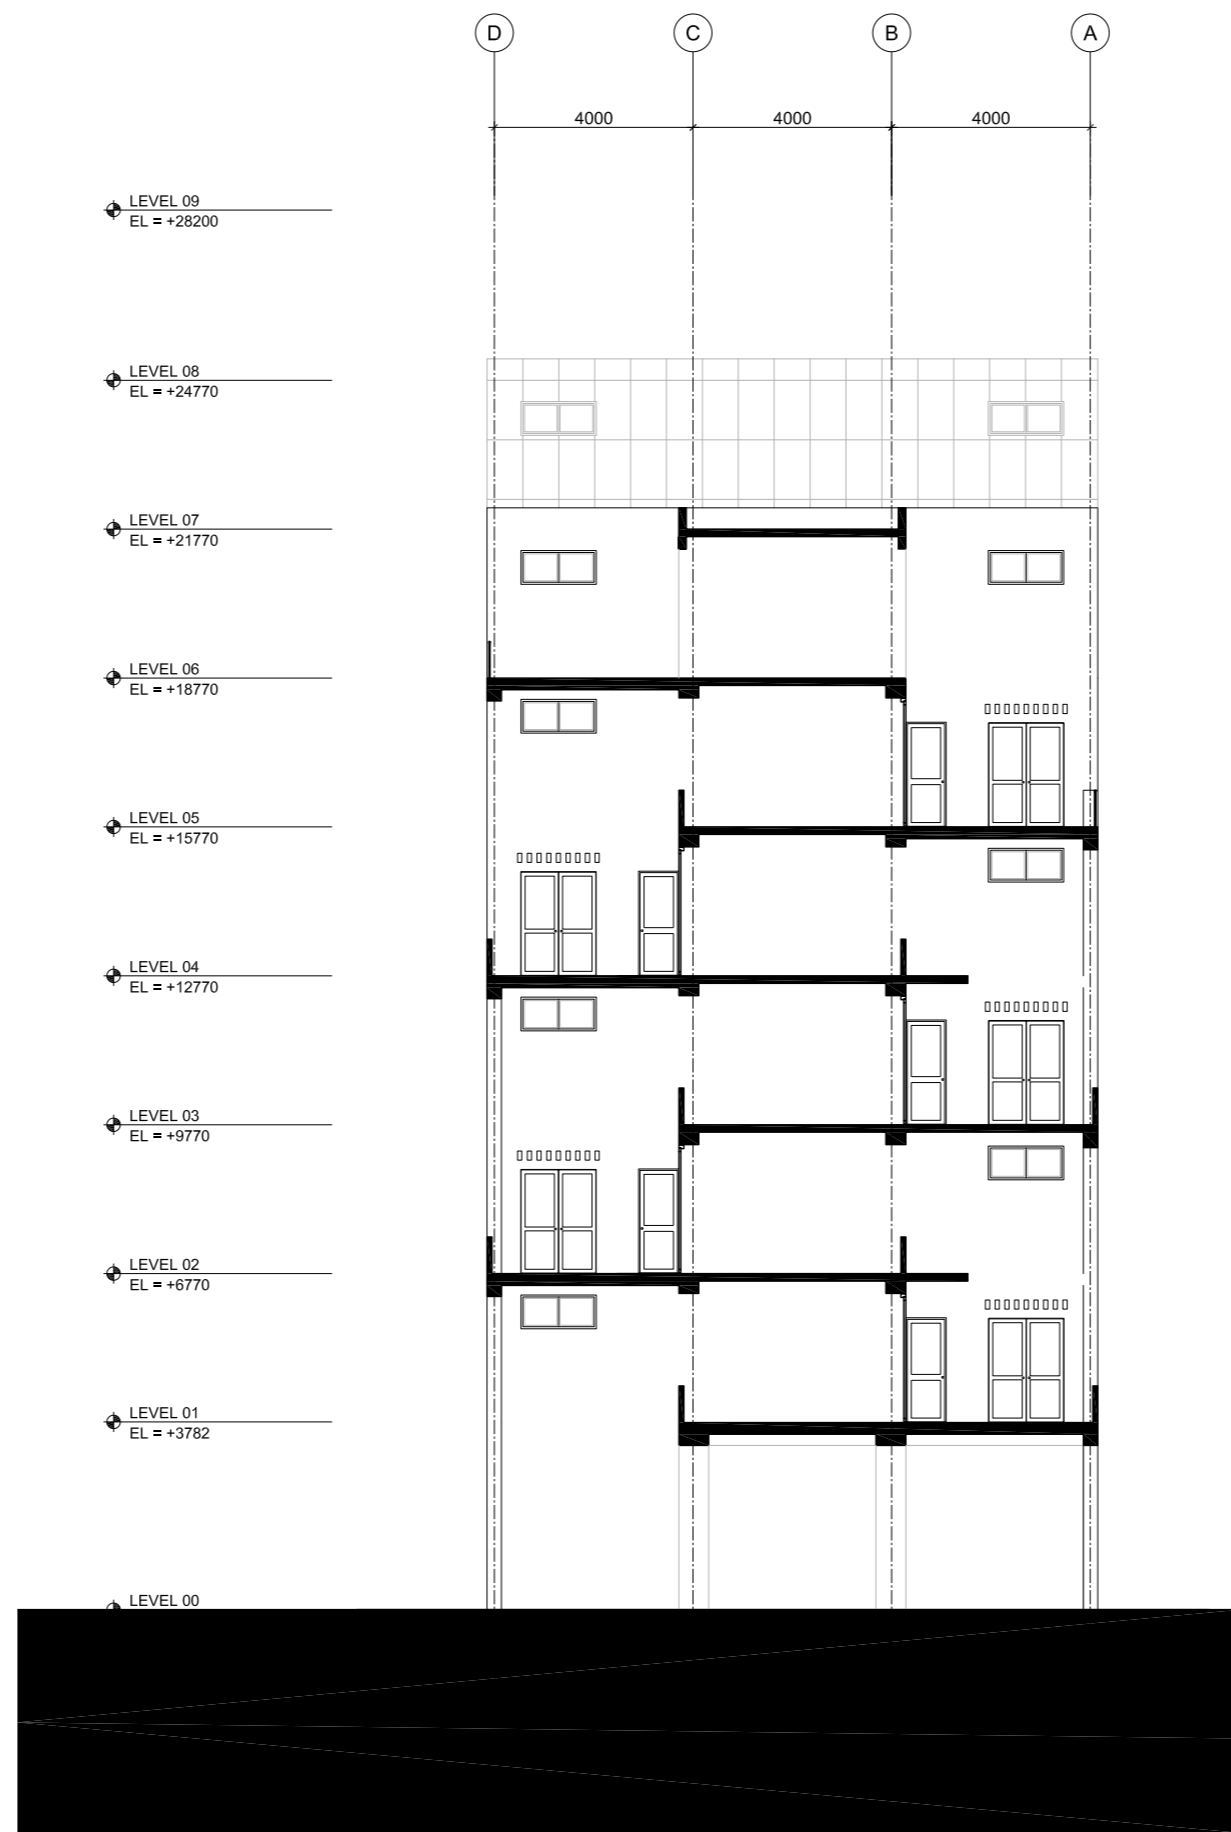 D C B A
4000 4000 4000
LEVEL 09
EL = +28200
LEVEL 08
EL = +24770
LEVEL 07
EL = +21770
LEVEL 06
EL = +18770
LEVEL 05
EL = +15770
LEVEL 04
EL = +12770
LEVEL 03
EL = +9770
LEVEL 02
EL = +6770
LEVEL 01
EL = +3782
LEVEL 00